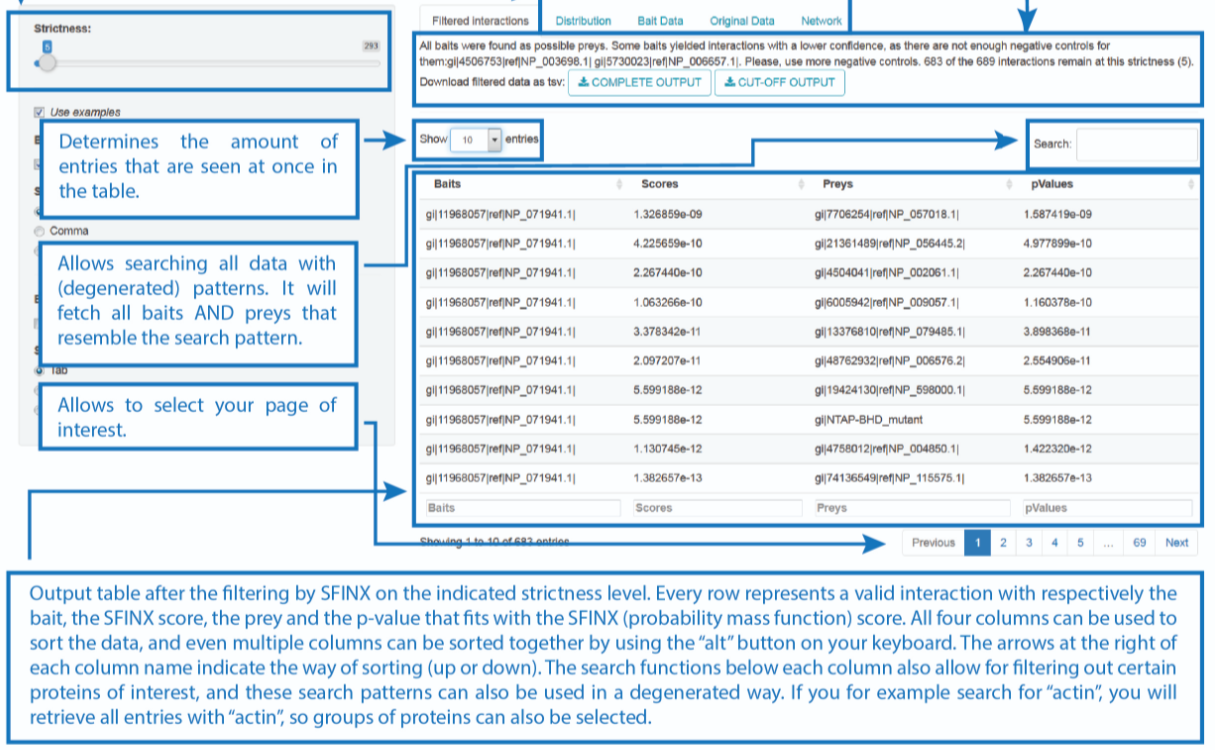 Strictness:
5
293
Use examples
Determines the amount of
entries that are seen at once in
the table.
Comma
Allows searching all data with
(degenerated) patterns. It will
fetch all baits AND preys that
resemble the search pattern.
Tab
Allows to select your page of
interest.
Filtered interactions Distribution Bait Data Original Data Network
All baits were found as possible preys. Some baits yielded interactions with a lower confidence, as there are not enough negative controls for
them:gi|4506753|ref|NP_003698.1| gi|5730023|ref|NP_006657.1|. Please, use more negative controls. 683 of the 689 interactions remain at this strictness (5).
Download filtered data as tsv: COMPLETE OUTPUT CUT-OFF OUTPUT
Show 10 entries
Search:
Baits Scores Preys pValues
gi|11968057|ref|NP_071941.1| 1.326859e-09 gi|7706254|ref|NP_057018.1| 1.587419e-09
gi|11968057|ref|NP_071941.1| 4.225659e-10 gi|21361489|ref|NP_056445.2| 4.977899e-10
gi|11968057|ref|NP_071941.1| 2.267440e-10 gi|4504041|ref|NP_002061.1| 2.267440e-10
gi|11968057|ref|NP_071941.1| 1.063266e-10 gi|6005942|ref|NP_009057.1| 1.160378e-10
gi|11968057|ref|NP_071941.1| 3.378342e-11 gi|13376810|ref|NP_079485.1| 3.898368e-11
gi|11968057|ref|NP_071941.1| 2.097207e-11 gi|48762932|ref|NP_006576.2| 2.554906e-11
gi|11968057|ref|NP_071941.1| 5.599188e-12 gi|19424130|ref|NP_598000.1| 5.599188e-12
gi|11968057|ref|NP_071941.1| 5.599188e-12 gi|NTAP-BHD_mutant 5.599188e-12
gi|11968057|ref|NP_071941.1| 1.130745e-12 gi|4758012|ref|NP_004850.1| 1.422320e-12
gi|11968057|ref|NP_071941.1| 1.382657e-13 gi|74136549|ref|NP_115575.1| 1.382657e-13
Baits Scores Preys pValues
Showing 1 to 10 of 683 entries
Previous 1 2 3 4 5 ... 69 Next
Output table after the filtering by SFINX on the indicated strictness level. Every row represents a valid interaction with respectively the
bait, the SFINX score, the prey and the p-value that fits with the SFINX (probability mass function) score. All four columns can be used to
sort the data, and even multiple columns can be sorted together by using the “alt” button on your keyboard. The arrows at the right of
each column name indicate the way of sorting (up or down). The search functions below each column also allow for filtering out certain
proteins of interest, and these search patterns can also be used in a degenerated way. If you for example search for “actin”, you will
retrieve all entries with “actin”, so groups of proteins can also be selected.